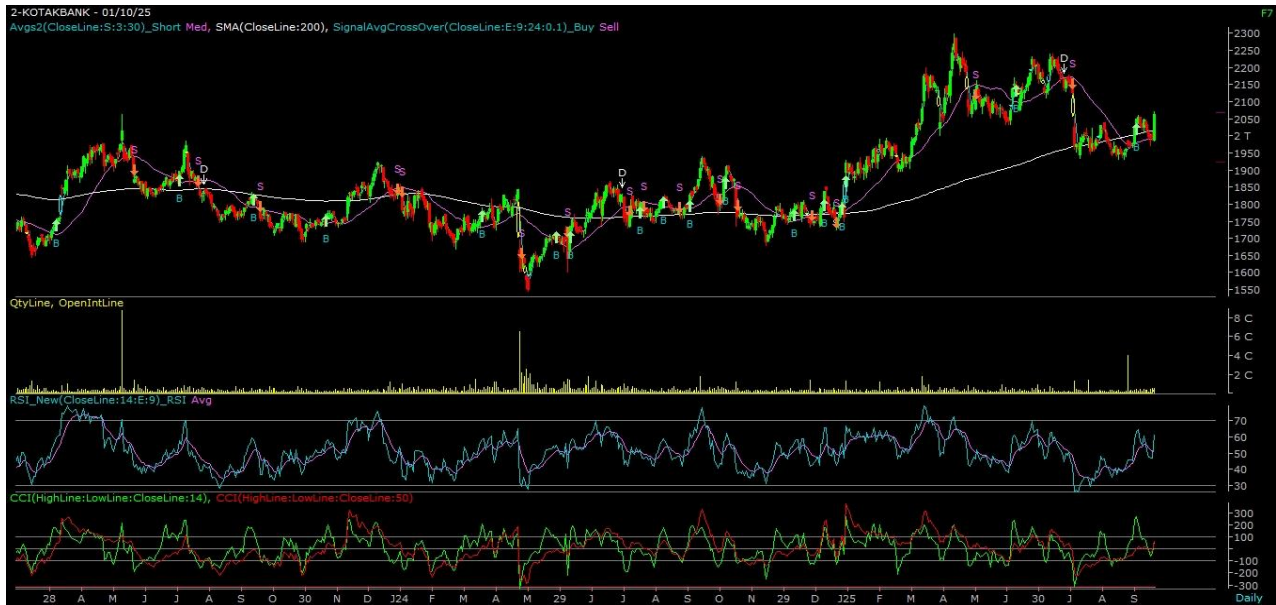 2-KOTAKBANK - 01/10/25
F7
Avgs2(CloseLine:S:3:30)_Short Med, SMA(CloseLine:200), SignalAvgCrossOver(CloseLine:E:9:24:0.1)_Buy Sell
2300
2250
2200
2150
2100
2050
2 T
1950
1900
1850
1800
1750
1700
1650
1600
1550
B S B S D S B B S S B S B S B D S B S B S B S B S B S B S B S B D S B
QtyLine, OpenIntLine
8 C
6 C
4 C
2 C
RSI_New(CloseLine:14:E:9)_RSI Avg
70
60
50
40
30
CCI(HighLine:LowLine:CloseLine:14), CCI(HighLine:LowLine:CloseLine:50)
300
200
100
-100
-200
-300
28 A M J J A S O 30 N D J24 F M A M 29 J J A S O N 29 D J25 F M A M J 30 J A S
Daily